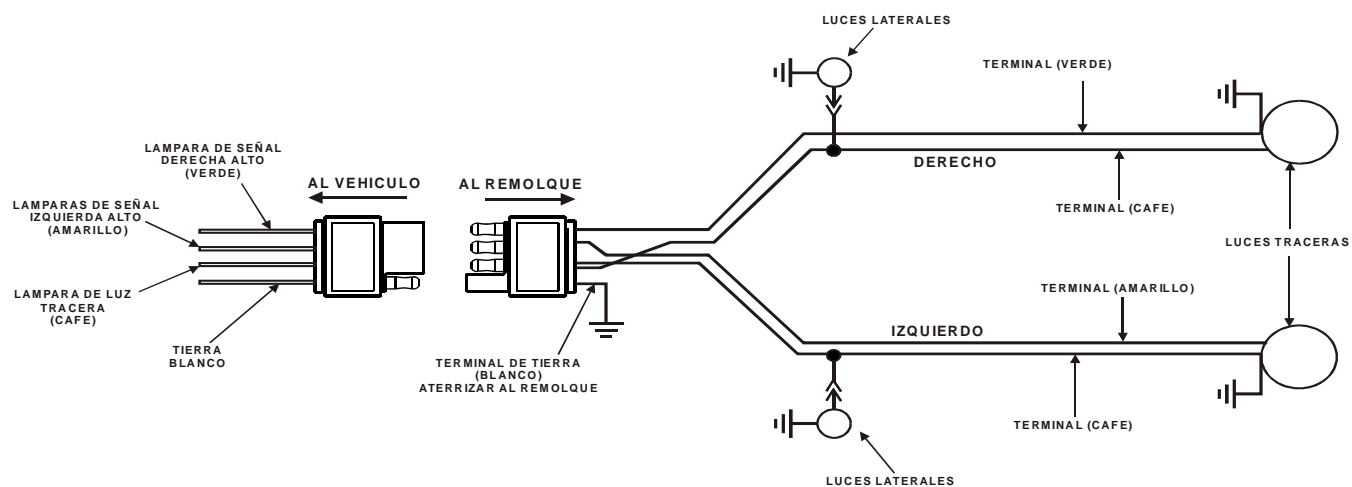 LUCES LATERALES
TERMINAL (VERDE)
LAMPARA DE SEÑAL
DERECHA ALTO
(VERDE)
DERECHO
AL VEHICULO
AL REMOLQUE
LAMPARAS DE SEÑAL
IZQUIERDA ALTO
(AMARILLO)
TERMINAL (CAFE)
LUCES TRACERAS
LAMPARA DE LUZ
TRACERA
(CAFE)
TERMINAL (AMARILLO)
IZQUIERDO
TIERRA
BLANCO
TERMINAL DE TIERRA
(BLANCO)
ATERRIZAR AL REMOLQUE
TERMINAL (CAFE)
LUCES LATERALES